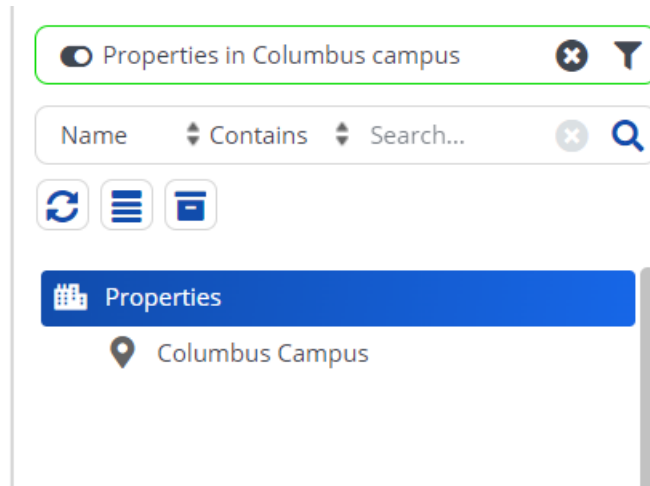 Properties in Columbus campus
Name Contains Search...
Properties
Columbus Campus